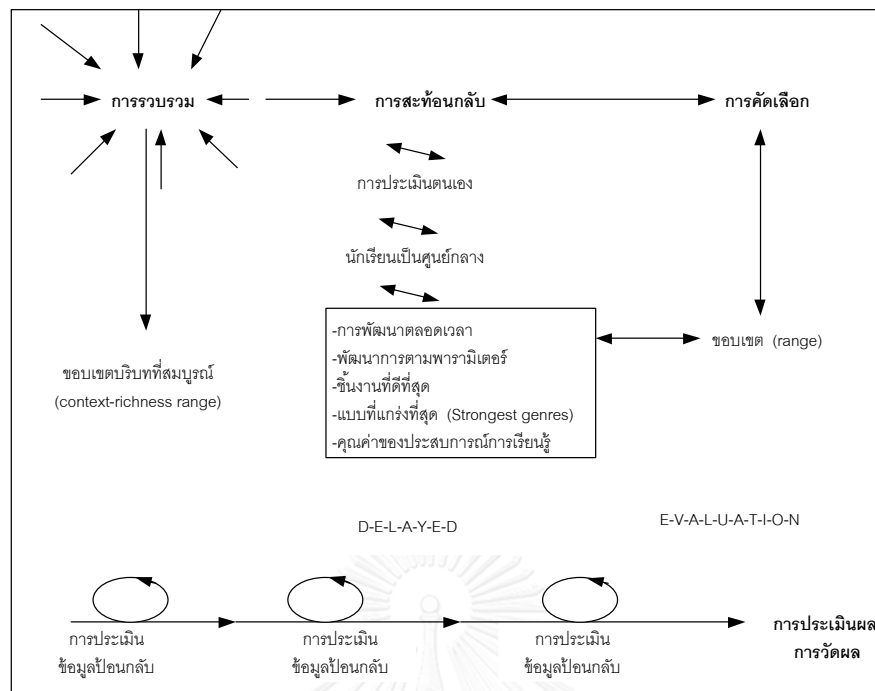 การรวบรวม
การสะท้อนกลับ
การคัดเลือก
การประเมินตนเอง
นักเรียนเป็นศูนย์กลาง
-การพัฒนาตลอดเวลา
-พัฒนาการตามพารามิเตอร์
-ชิ้นงานที่ดีที่สุด
-แบบที่แกร่งที่สุด (Strongest genres)
-คุณค่าของประสบการณ์การเรียนรู้
ขอบเขต (range)
ขอบเขตบริบทที่สมบูรณ์
(context-richness range)
D-E-L-A-Y-E-D
E-V-A-L-U-A-T-I-O-N
การประเมิน
ข้อมูลป้อนกลับ
การประเมิน
ข้อมูลป้อนกลับ
การประเมิน
ข้อมูลป้อนกลับ
การประเมินผล
การวัดผล